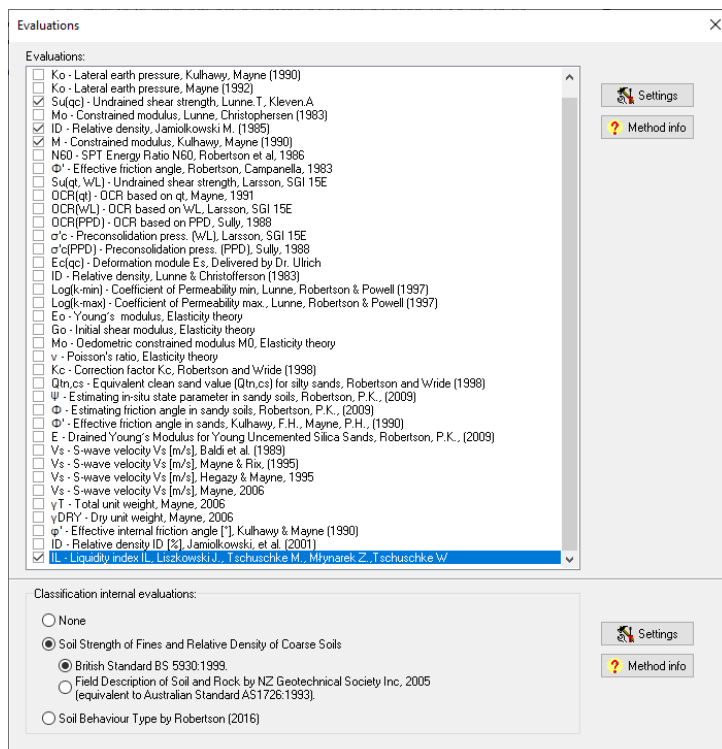 Evaluations
Evaluations:
Ko - Lateral earth pressure, Kulhawy, Mayne (1990)
Ko - Lateral earth pressure, Mayne (1992)
Su(qc) - Undrained shear strength, Lunne.T, Kleven.A
Mo - Constrained modulus, Lunne, Christophersen (1983)
ID - Relative density, Jamiolkowski M. (1985)
M - Constrained modulus, Kulhawy, Mayne (1990)
N60 - SPT Energy Ratio N60, Robertson et al, 1986
Φ' - Effective friction angle, Robertson, Campanella, 1983
Su(qt, WL) - Undrained shear strength, Larsson, SGI 15E
OCR(qt) - OCR based on qt, Mayne, 1991
OCR(WL) - OCR based on WL, Larsson, SGI 15E
OCR(PPD) - OCR based on PPD, Sully, 1988
σ'c - Preconsolidation press. (WL), Larsson, SGI 15E
σ'c(PPD) - Preconsolidation press. (PPD), Sully, 1988
Ec(qc) - Deformation module Es, Delivered by Dr. Ulrich
ID - Relative density, Lunne & Christofferson (1983)
Log(k-min) - Coefficient of Permeability min, Lunne, Robertson & Powell (1997)
Log(k-max) - Coefficient of Permeability max., Lunne, Robertson & Powell (1997)
Eo - Young´s modulus, Elasticity theory
Go - Initial shear modulus, Elasticity theory
Mo - Oedometric constrained modulus M0, Elasticity theory
v - Poisson's ratio, Elasticity theory
Kc - Correction factor Kc, Robertson and Wride (1998)
Qtn,cs - Equivalent clean sand value (Qtn,cs) for silty sands, Robertson and Wride (1998)
Ψ - Estimating in-situ state parameter in sandy soils, Robertson, P.K., (2009)
Φ - Estimating friction angle in sandy soils, Robertson, P.K., (2009)
Φ' - Effective friction angle in sands, Kulhawy, F.H., Mayne, P.H., (1990)
E - Drained Young´s Modulus for Young Uncemented Silica Sands, Robertson, P.K., (2009)
Vs - S-wave velocity Vs [m/s], Baldi et al. (1989)
Vs - S-wave velocity Vs [m/s], Mayne & Rix, (1995)
Vs - S-wave velocity Vs [m/s], Hegazy & Mayne, 1995
Vs - S-wave velocity Vs [m/s], Mayne, 2006
γT - Total unit weight, Mayne, 2006
γDRY - Dry unit weight, Mayne, 2006
φ' - Effective internal friction angle [°], Kulhawy & Mayne (1990)
ID - Relative density ID [%], Jamiolkowski, et al. (2001)
IL - Liquidity index IL, Liszkowski J., Tschuschke M., Młynarek Z.,Tschuschke W
Settings
Method info
Classification internal evaluations:
None
Soil Strength of Fines and Relative Density of Coarse Soils
British Standard BS 5930:1999.
Field Description of Soil and Rock by NZ Geotechnical Society Inc, 2005
(equivalent to Australian Standard AS1726:1993).
Soil Behaviour Type by Robertson (2016)
Settings
Method info